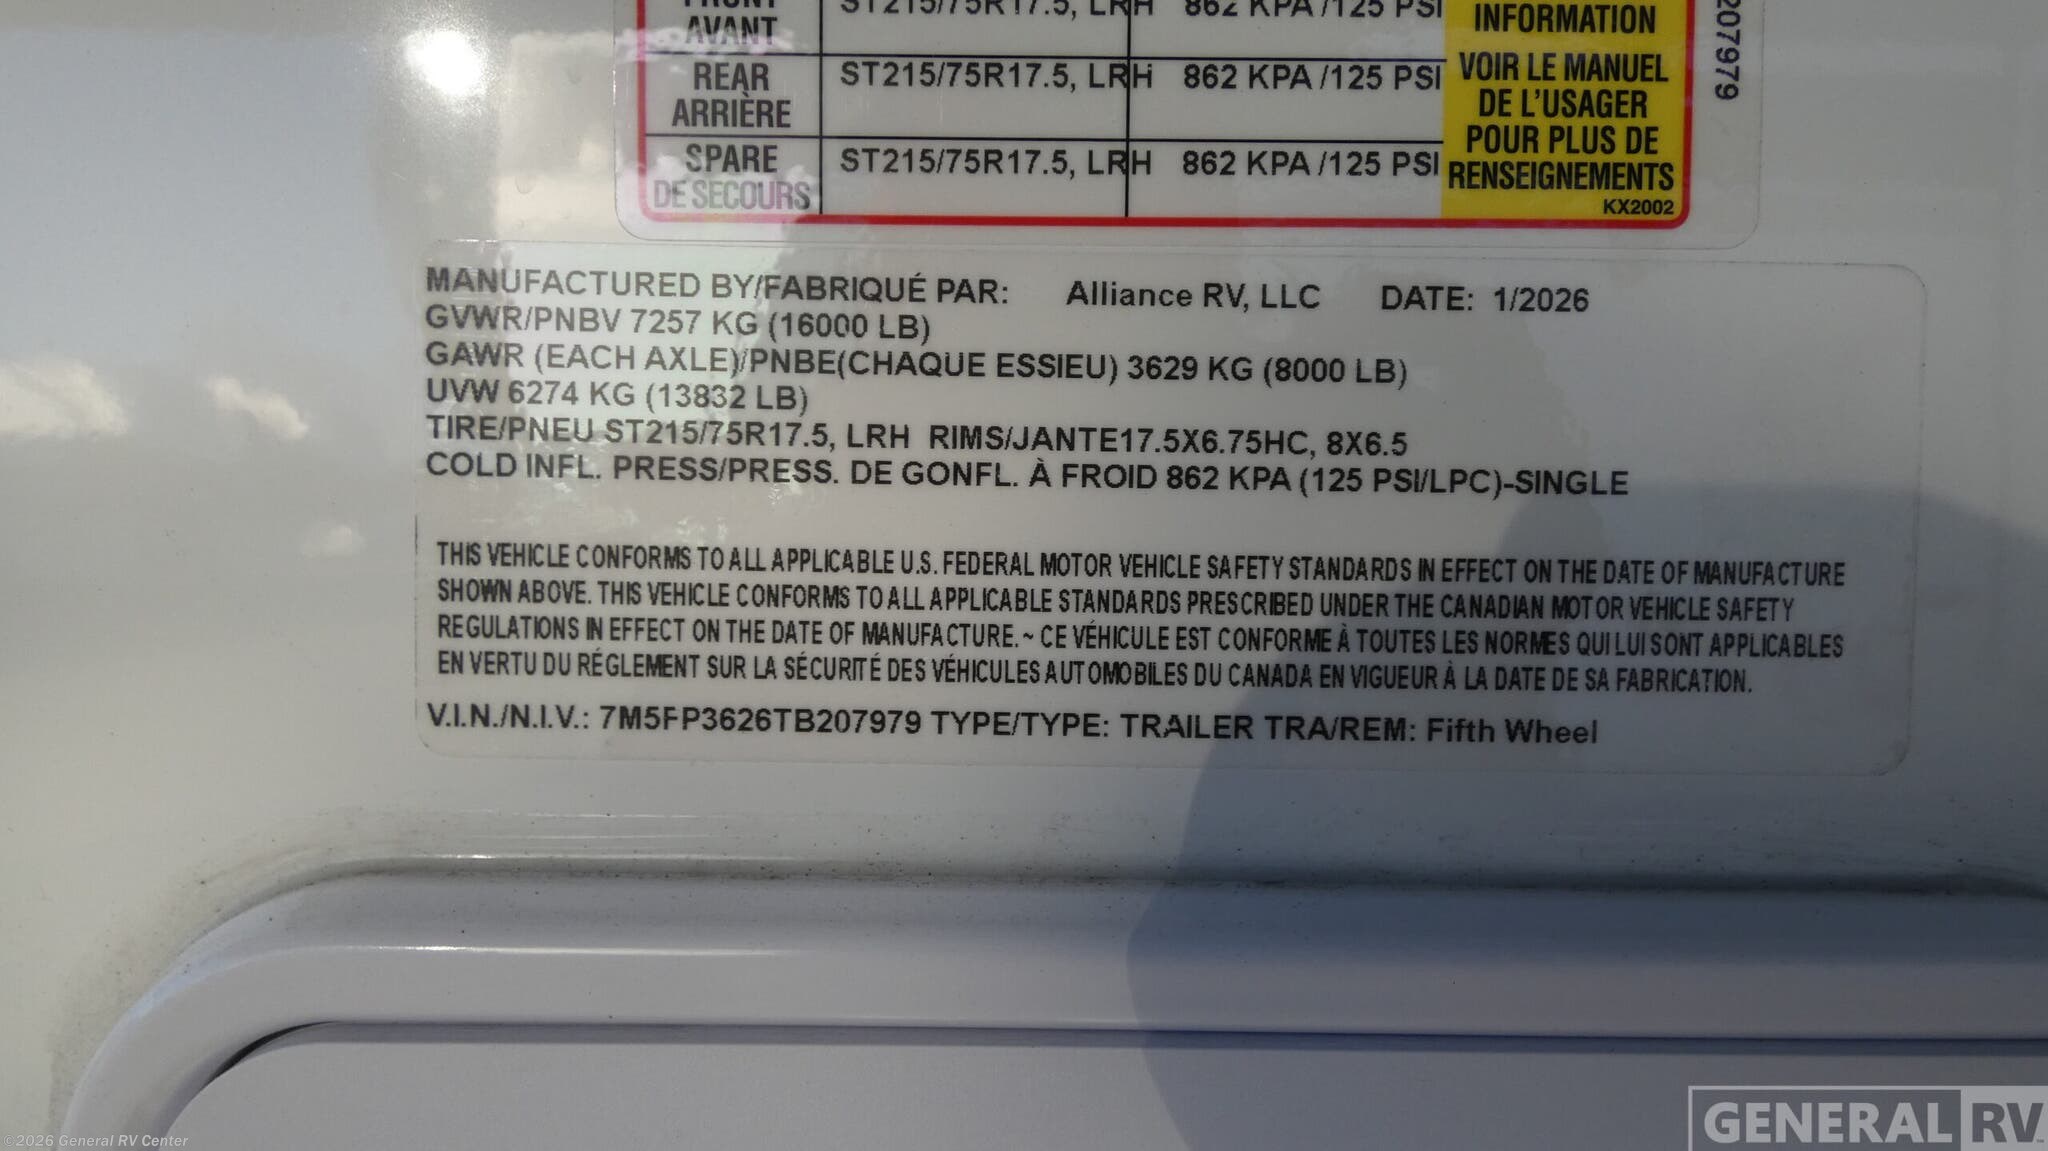 FRONT ST215/75R17.5, LRH 862 KPA /125 PSI INFORMATION
AVANT
REAR ST215/75R17.5, LRH 862 KPA /125 PSI VOIR LE MANUEL
ARRIÈRE DE L'USAGER
POUR PLUS DE
SPARE ST215/75R17.5, LRH 862 KPA /125 PSI RENSEIGNEMENTS
DE SECOURS KX2002
207979
MANUFACTURED BY/FABRIQUÉ PAR: Alliance RV, LLC DATE: 1/2026
GVWR/PNBV 7257 KG (16000 LB)
GAWR (EACH AXLE)/PNBE(CHAQUE ESSIEU) 3629 KG (8000 LB)
UVW 6274 KG (13832 LB)
TIRE/PNEU ST215/75R17.5, LRH RIMS/JANTE17.5X6.75HC, 8X6.5
COLD INFL. PRESS/PRESS. DE GONFL. À FROID 862 KPA (125 PSI/LPC)-SINGLE
THIS VEHICLE CONFORMS TO ALL APPLICABLE U.S. FEDERAL MOTOR VEHICLE SAFETY STANDARDS IN EFFECT ON THE DATE OF MANUFACTURE
SHOWN ABOVE. THIS VEHICLE CONFORMS TO ALL APPLICABLE STANDARDS PRESCRIBED UNDER THE CANADIAN MOTOR VEHICLE SAFETY
REGULATIONS IN EFFECT ON THE DATE OF MANUFACTURE. ~ CE VÉHICULE EST CONFORME À TOUTES LES NORMES QUI LUI SONT APPLICABLES
EN VERTU DU RÉGLEMENT SUR LA SÉCURITÉ DES VÉHICULES AUTOMOBILES DU CANADA EN VIGUEUR À LA DATE DE SA FABRICATION.
V.I.N./N.I.V.: 7M5FP3626TB207979 TYPE/TYPE: TRAILER TRA/REM: Fifth Wheel
©2026 General RV Center
GENERAL RV